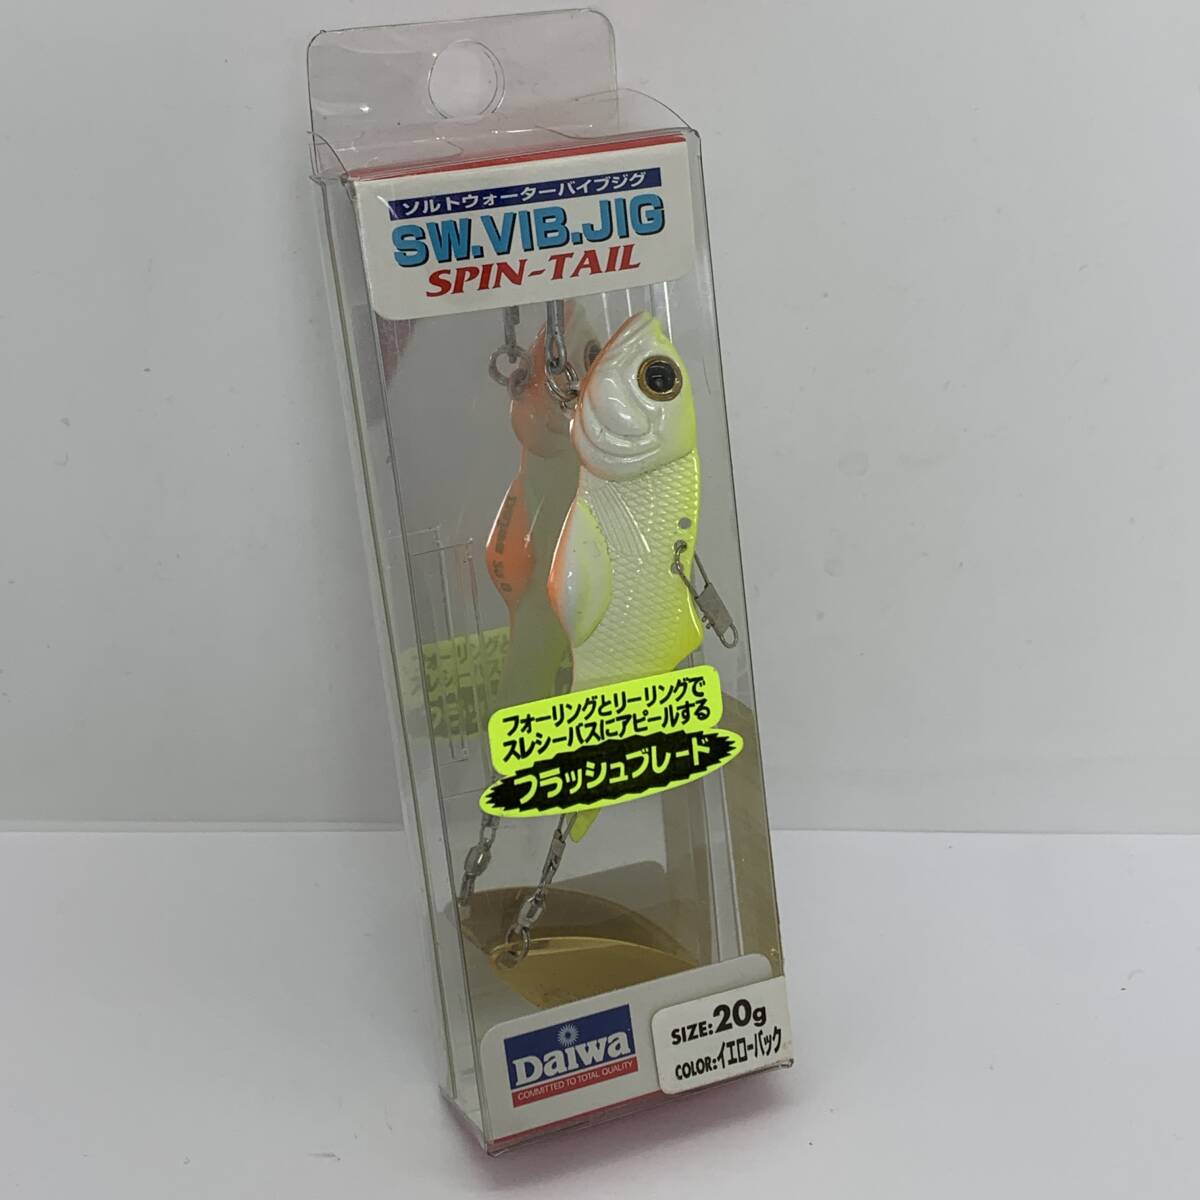 ソルトウォーターバイブジグ
SW.VIB.JIG
SPIN-TAIL
フォーリングとリーリングで
スレシーバスにアピールする
フラッシュブレード
Daiwa
COMMITTED TO TOTAL QUALITY
SIZE:20g
COLOR:イエローバック